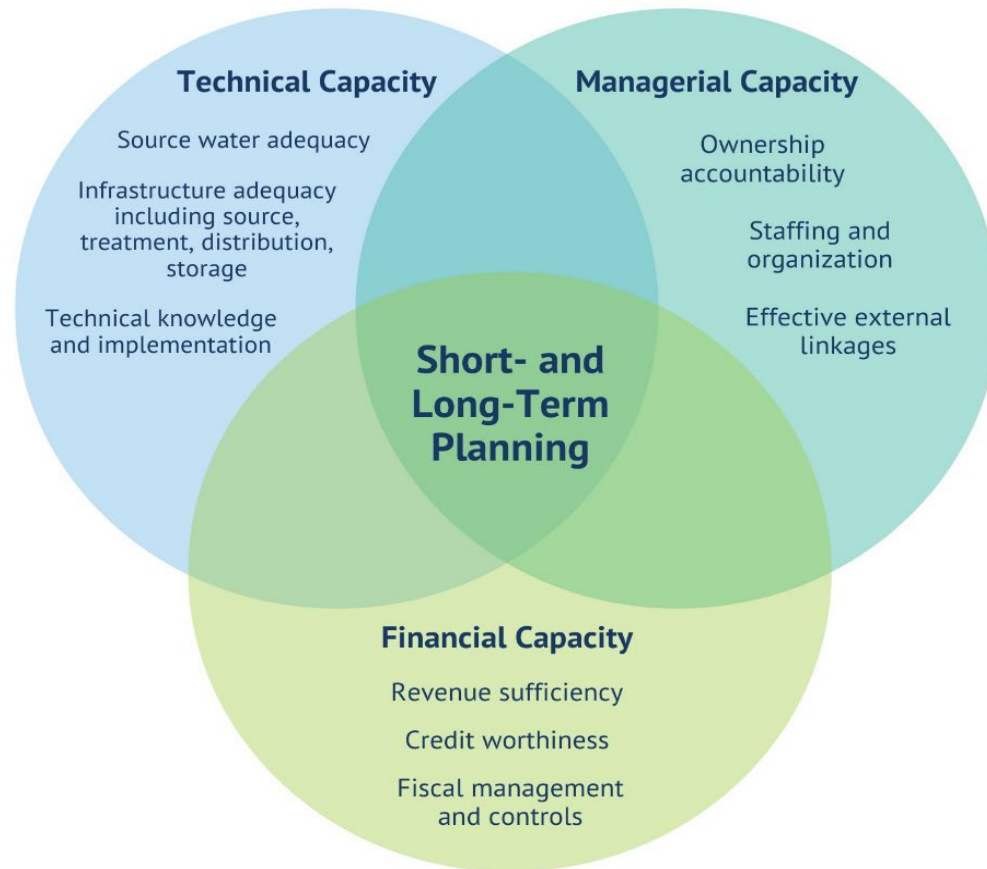 Technical Capacity
Source water adequacy
Infrastructure adequacy
including source,
treatment, distribution,
storage
Technical knowledge
and implementation
Managerial Capacity
Ownership
accountability
Staffing and
organization
Effective external
linkages
Short- and
Long-Term
Planning
Financial Capacity
Revenue sufficiency
Credit worthiness
Fiscal management
and controls